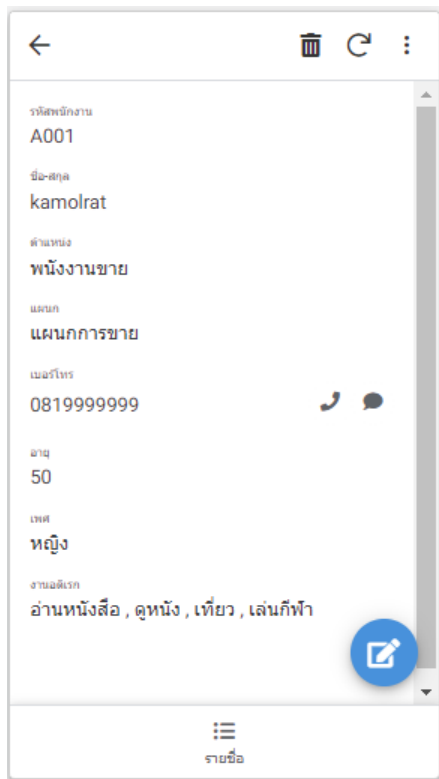 รหัสพนักงาน
A001
ชื่อ-สกุล
kamolrat
ตำแหน่ง
พนังงานขาย
แผนก
แผนกการขาย
เบอร์โทร
0819999999
อายุ
50
เพศ
หญิง
งานอดิเรก
อ่านหนังสือ , ดูหนัง , เที่ยว , เล่นกีฬา
รายชื่อ